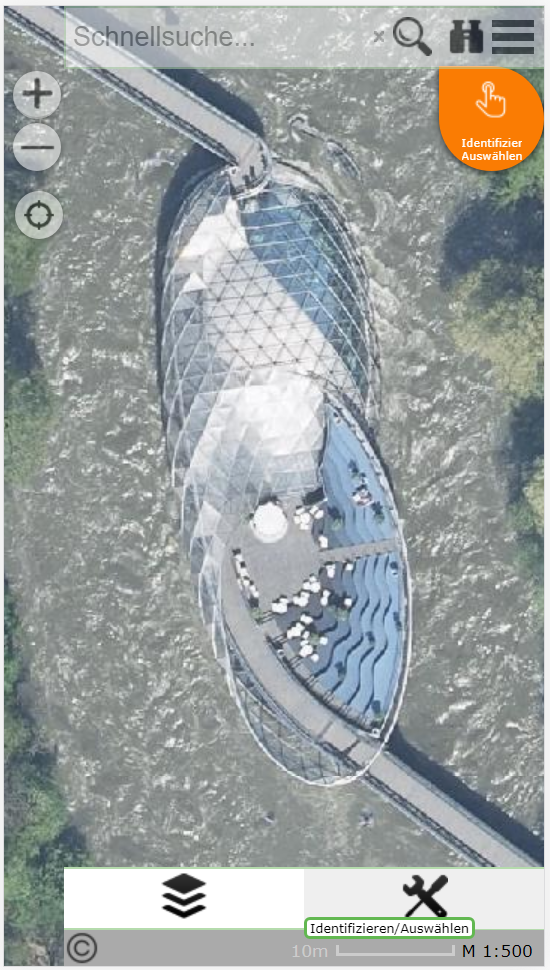 Schnellsuche...
Identifizier
Auswählen
Identifizieren/Auswählen
10m
M 1:500